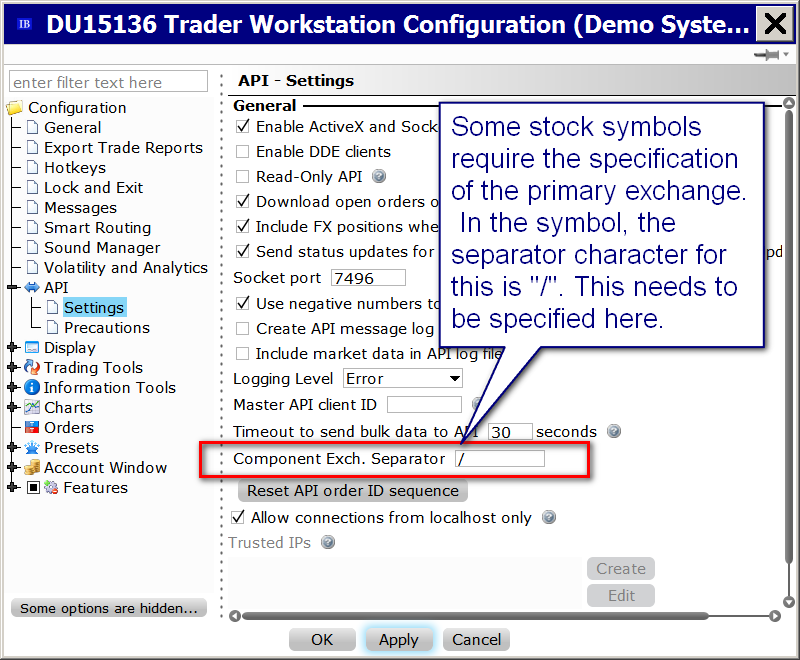 IB DU15136 Trader Workstation Configuration (Demo Syste...
enter filter text here
Configuration
General
Export Trade Reports
Hotkeys
Lock and Exit
Messages
Smart Routing
Sound Manager
Volatility and Analytics
API
Settings
Precautions
Display
Trading Tools
Information Tools
Charts
Orders
Presets
Account Window
Features
Some options are hidden...
API - Settings
General
Enable ActiveX and Sock
Enable DDE clients
Read-Only API ?
Download open orders o
Include FX positions whe
Send status updates for
Socket port 7496
Use negative numbers to
Create API message log
Include market data in API log file
Logging Level Error
Master API client ID
Timeout to send bulk data to API 30 seconds ?
Component Exch. Separator /
Reset API order ID sequence
Allow connections from localhost only ?
Trusted IPs ?
Create
Edit
Some stock symbols
require the specification
of the primary exchange.
In the symbol, the
separator character for
this is "/". This needs to
be specified here.
OK Apply Cancel